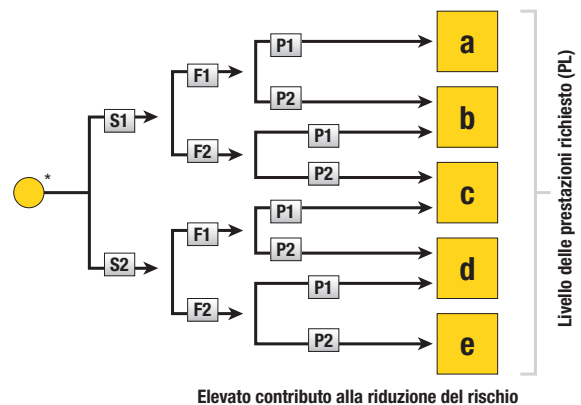 P1
a
F1
P2
b
S1
P1
F2
P2
c
*
P1
F1
P2
d
S2
P1
F2
P2
e
Livello delle prestazioni richiesto (PL)
Elevato contributo alla riduzione del rischio